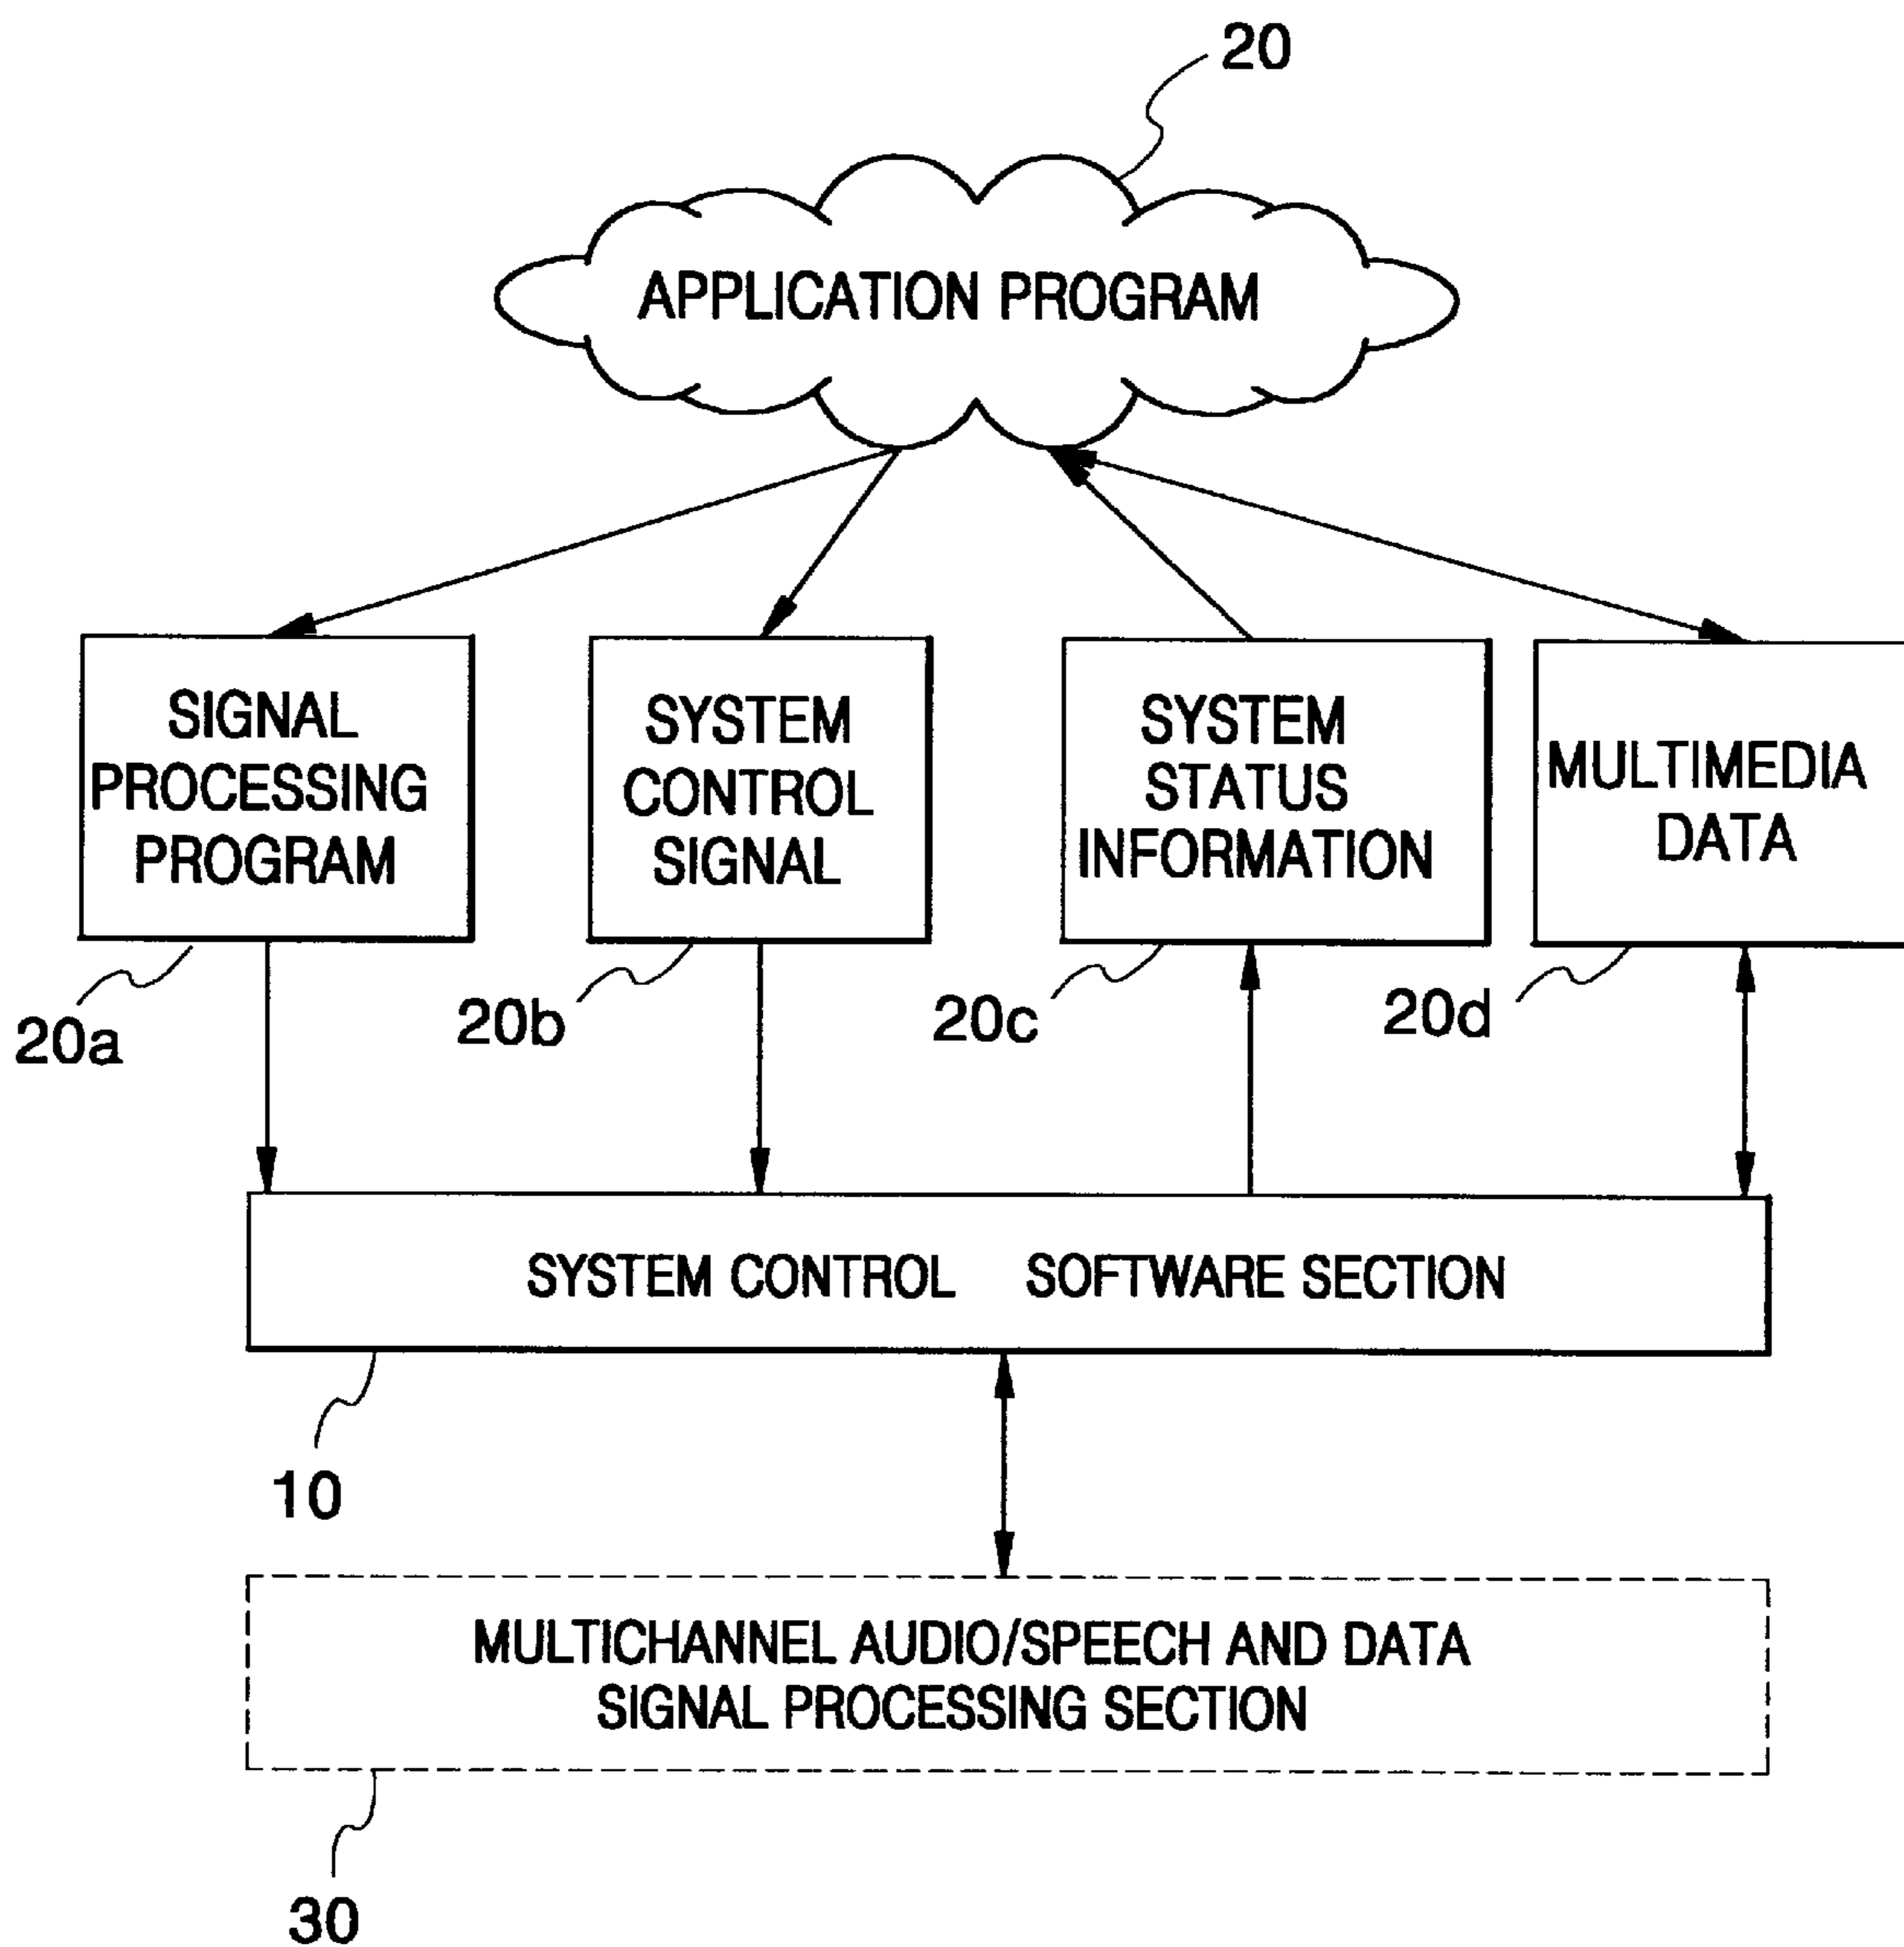 20
APPLICATION PROGRAM
SIGNAL
PROCESSING
PROGRAM
SYSTEM
CONTROL
SIGNAL
SYSTEM
STATUS
INFORMATION
MULTIMEDIA
DATA
20a
20b
20c
20d
SYSTEM CONTROL SOFTWARE SECTION
10
MULTICHANNEL AUDIO/SPEECH AND DATA
SIGNAL PROCESSING SECTION
30